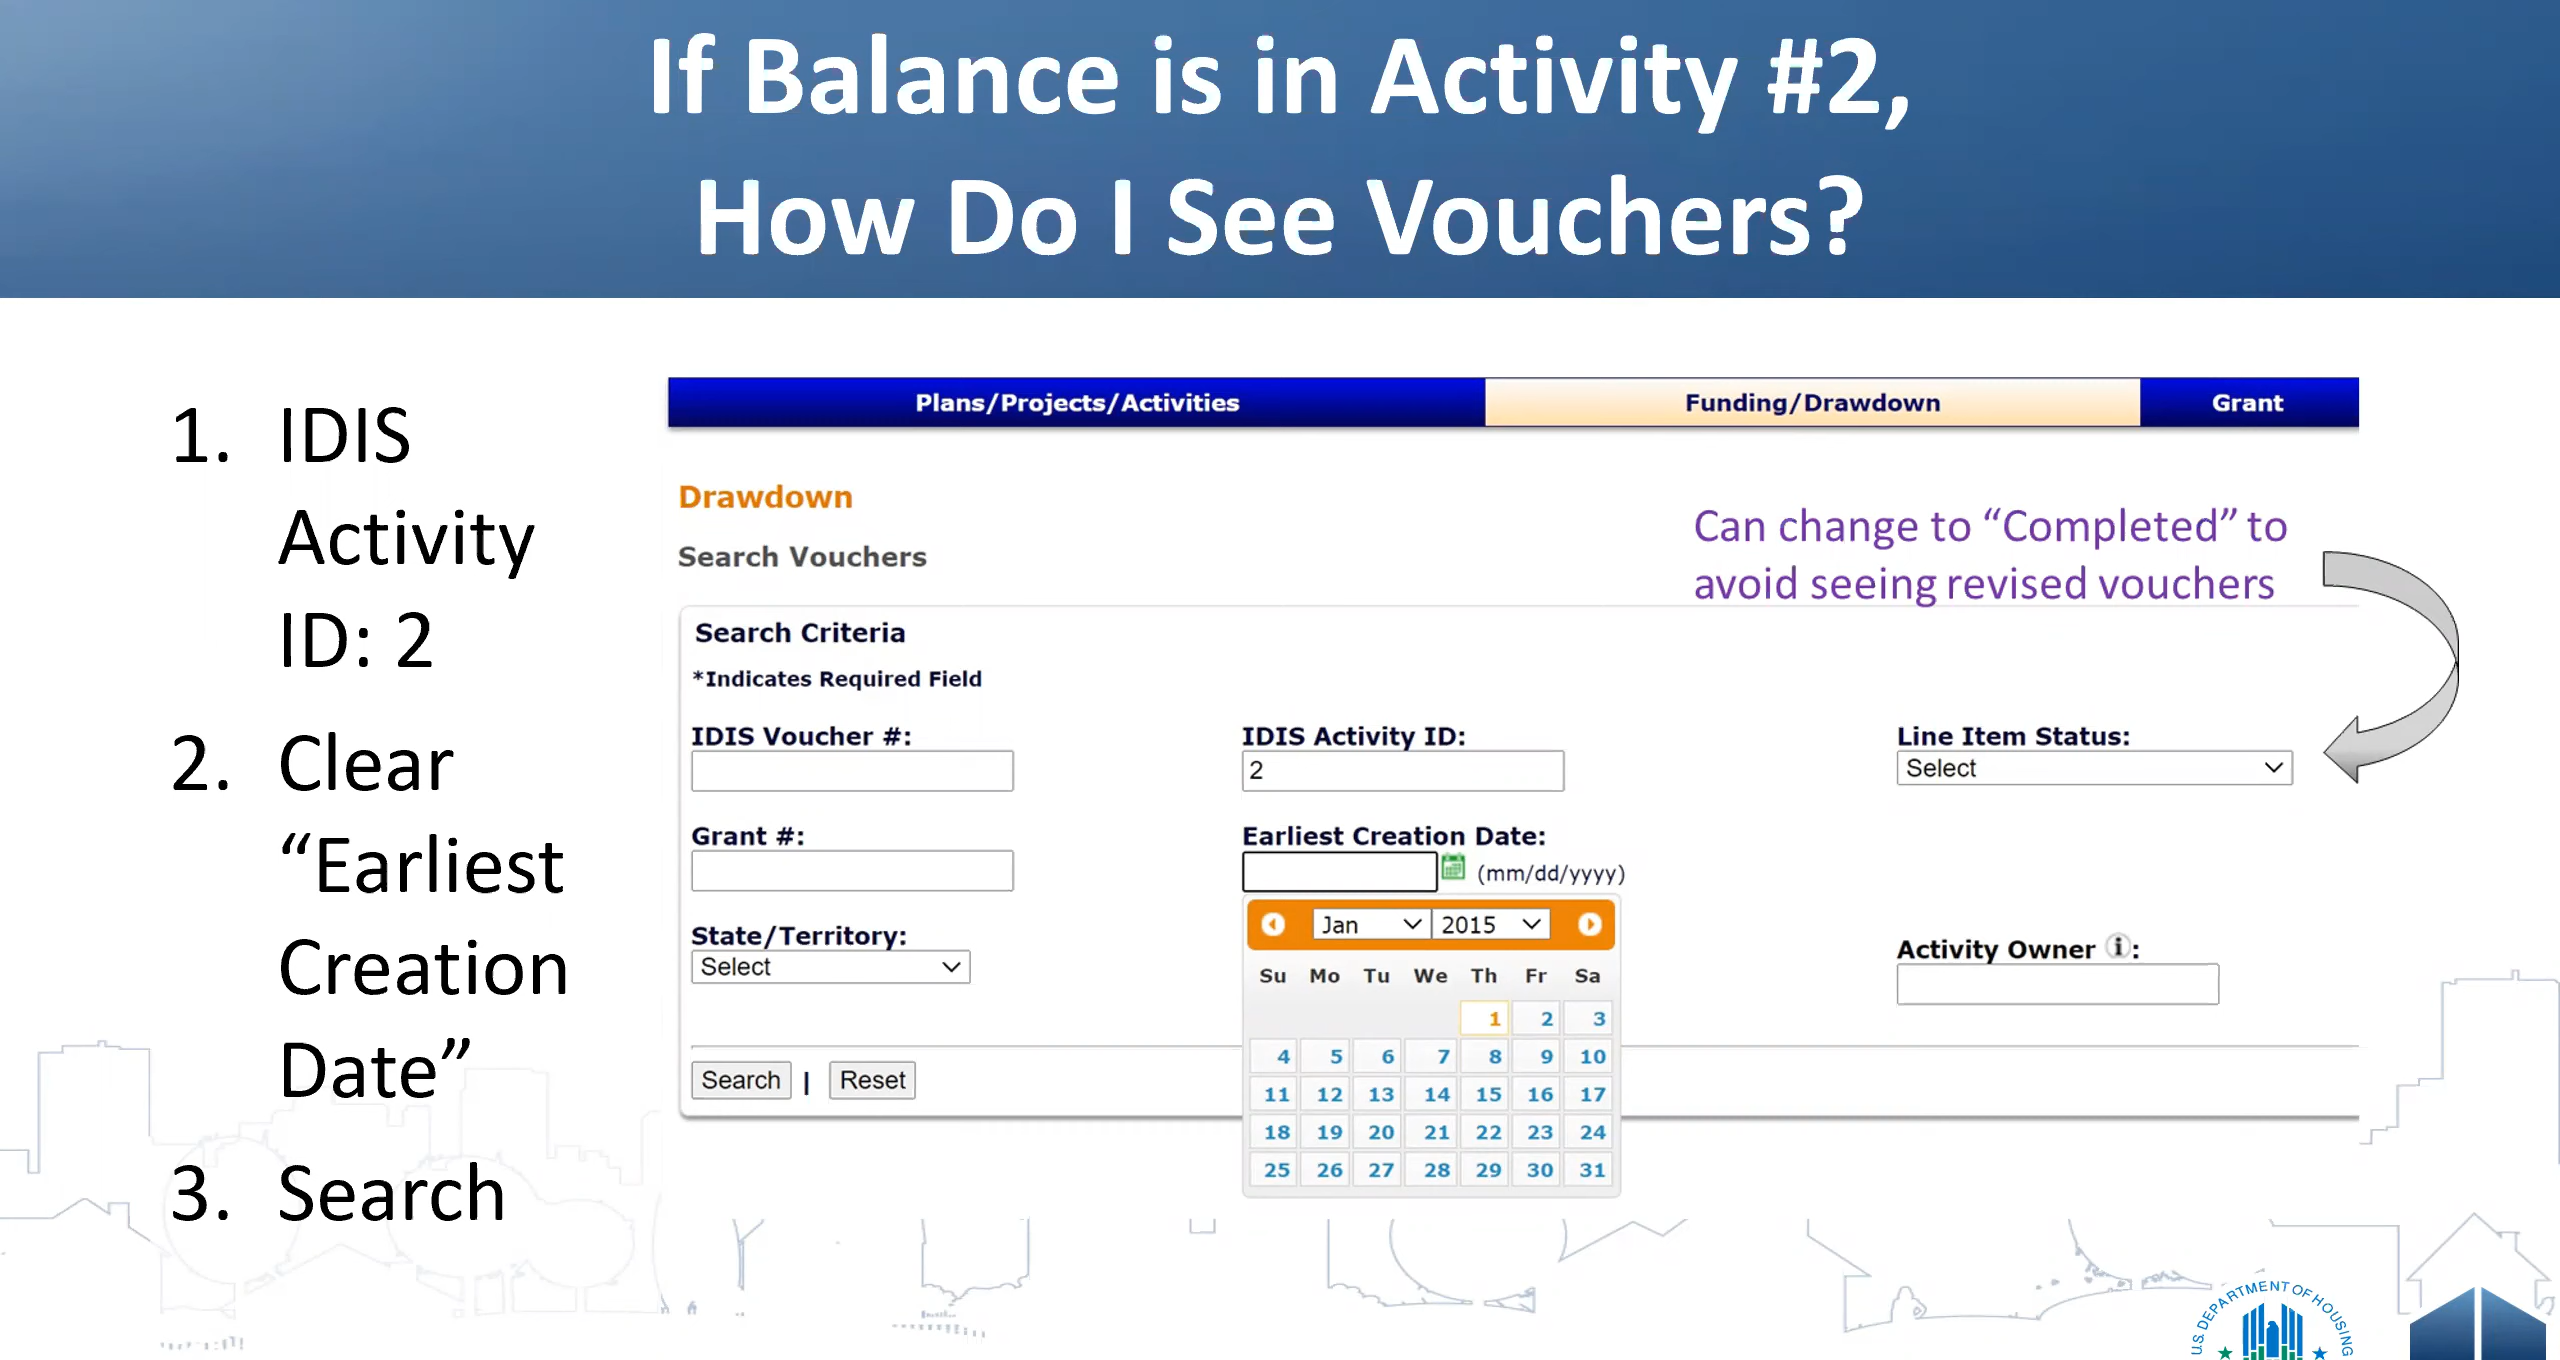 If Balance is in Activity #2,
How Do I See Vouchers?
1. IDIS
Activity
ID: 2
2. Clear
“Earliest
Creation
Date”
3. Search
Plans/Projects/Activities
Funding/Drawdown
Grant
Drawdown
Search Vouchers
Can change to “Completed” to
avoid seeing revised vouchers
Search Criteria
*Indicates Required Field
IDIS Voucher #:
IDIS Activity ID:
2
Line Item Status:
Select
Grant #:
Earliest Creation Date:
(mm/dd/yyyy)
State/Territory:
Select
Jan 2015
Su Mo Tu We Th Fr Sa
1 2 3
4 5 6 7 8 9 10
11 12 13 14 15 16 17
18 19 20 21 22 23 24
25 26 27 28 29 30 31
Activity Owner i:
Search | Reset
U.S. DEPARTMENT OF HOUSING